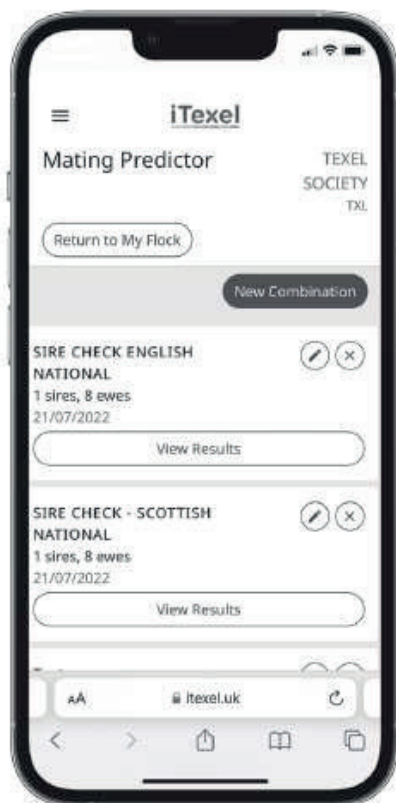 iTexel
Mating Predictor
TEXEL
SOCIETY
TXL
Return to My Flock
New Combination
SIRE CHECK ENGLISH
NATIONAL
1 sires, 8 ewes
21/07/2022
View Results
SIRE CHECK - SCOTTISH
NATIONAL
1 sires, 8 ewes
21/07/2022
View Results
AA
itexel.uk